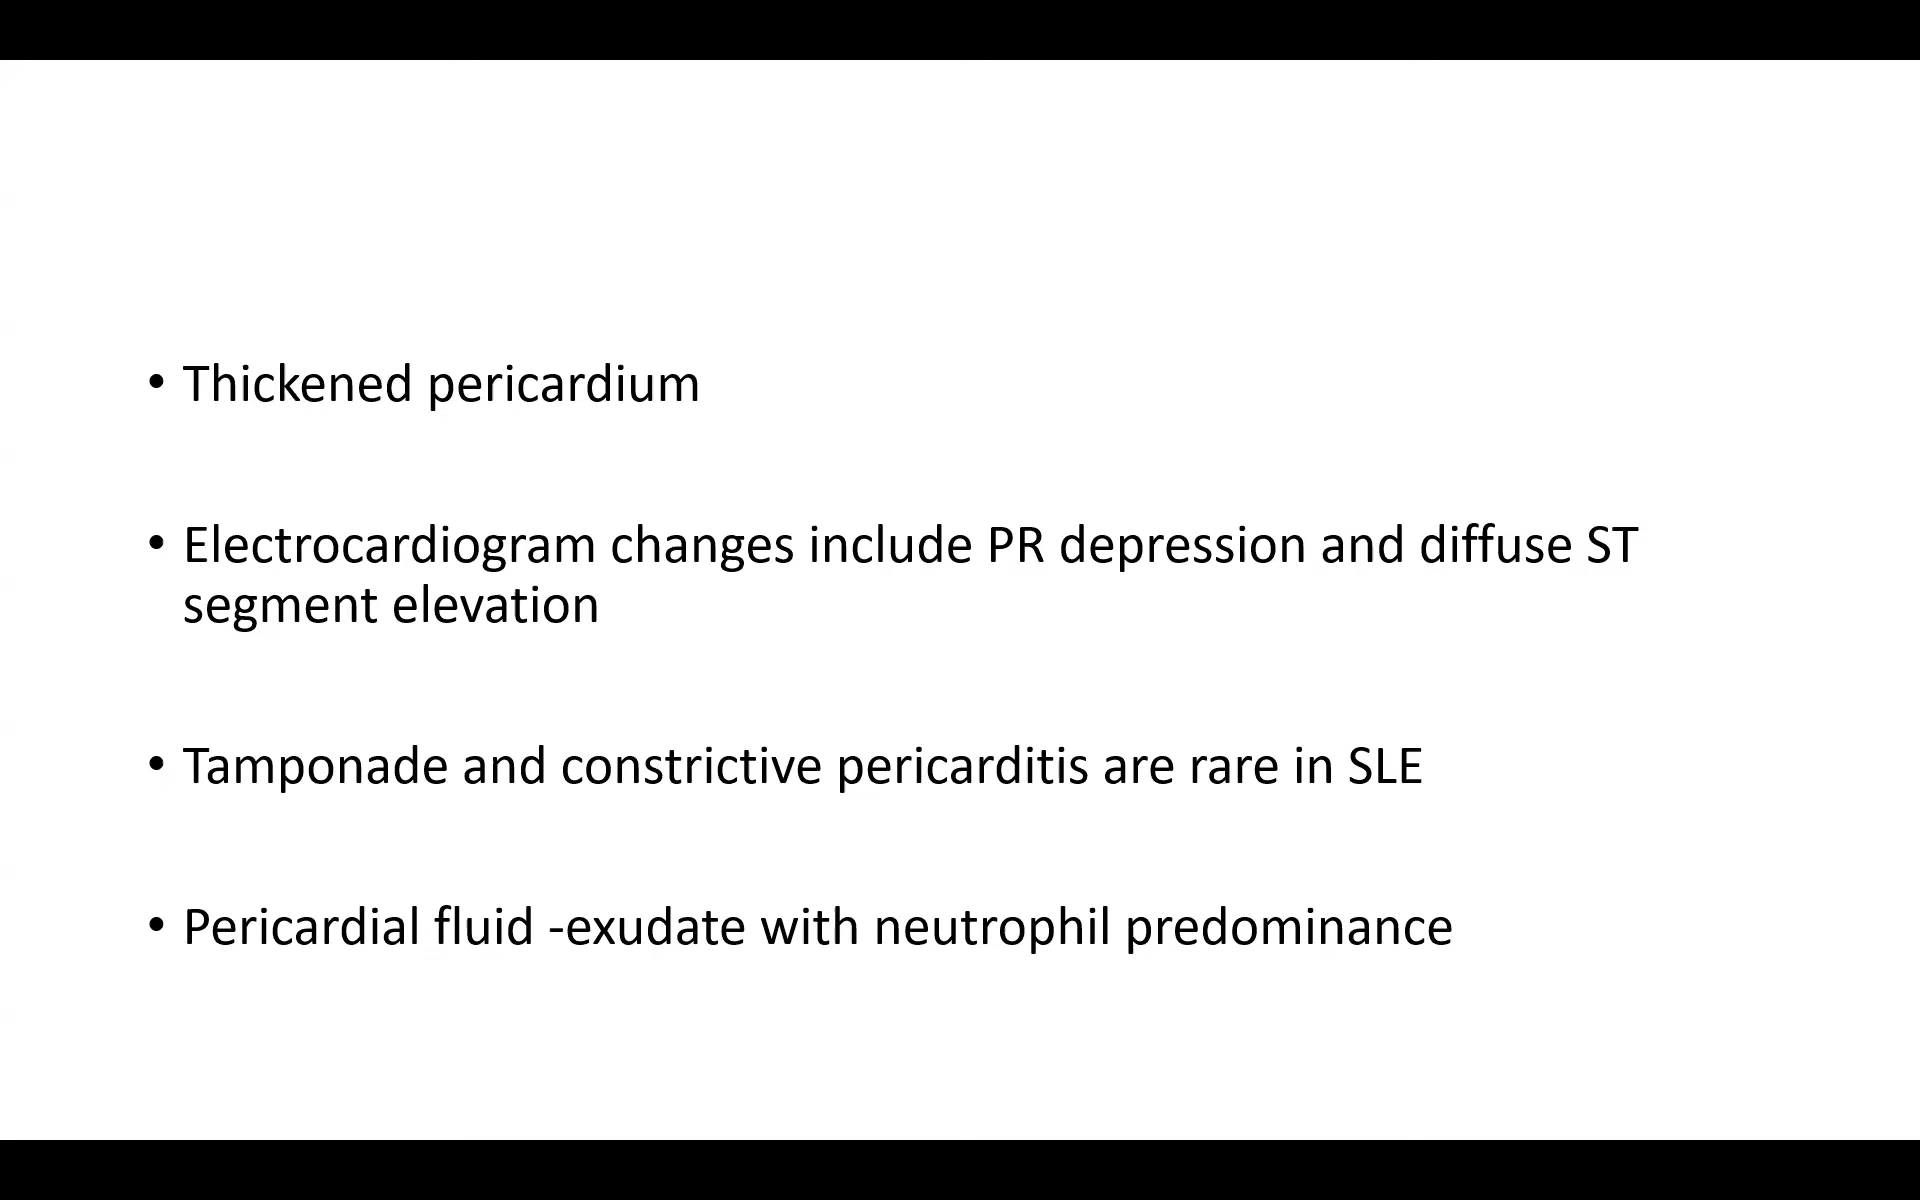 • Thickened pericardium
• Electrocardiogram changes include PR depression and diffuse ST
segment elevation
• Tamponade and constrictive pericarditis are rare in SLE
• Pericardial fluid -exudate with neutrophil predominance